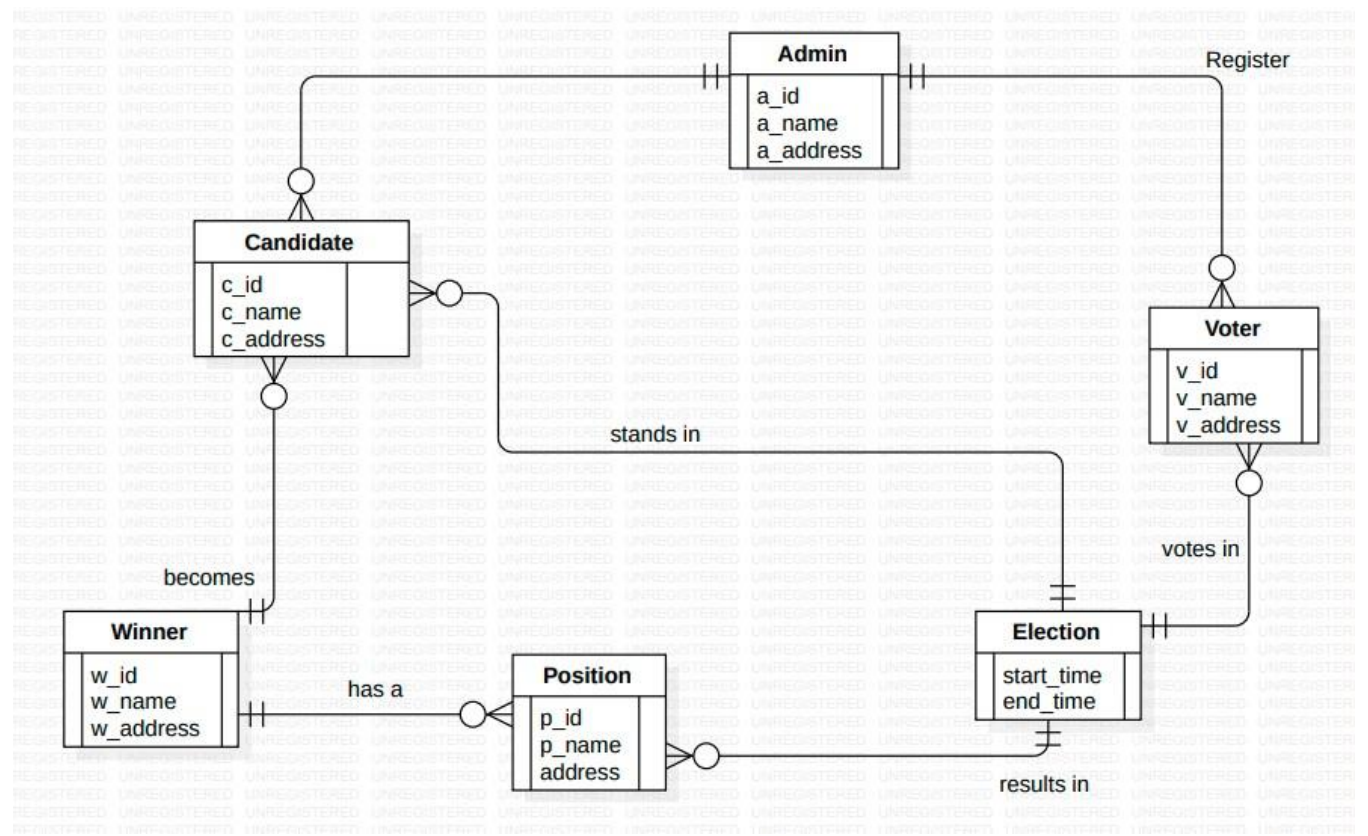 Admin
a_id
a_name
a_address
Register
Candidate
c_id
c_name
c_address
Voter
v_id
v_name
v_address
stands in
votes in
becomes
Winner
w_id
w_name
w_address
has a
Position
p_id
p_name
address
Election
start_time
end_time
results in
UNREGISTERED